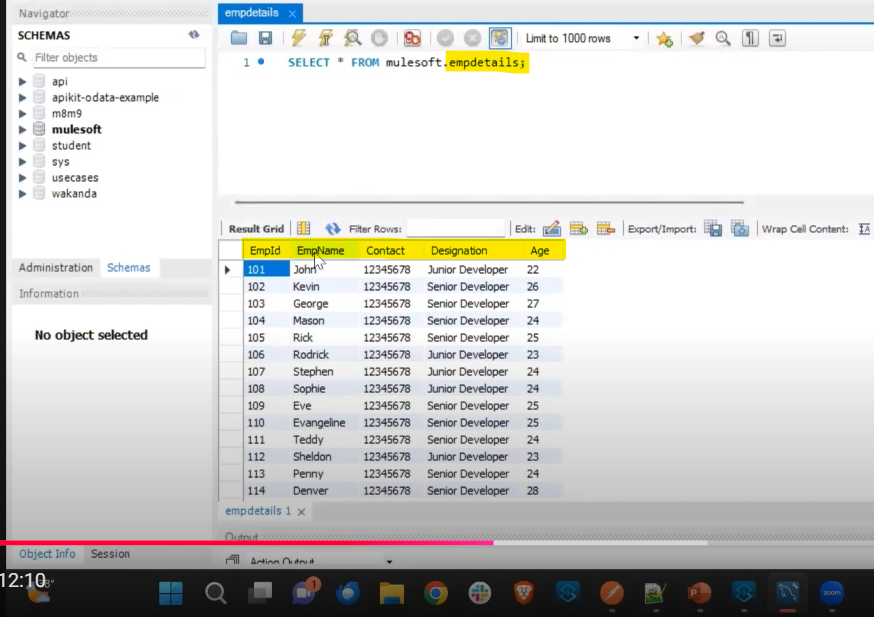 Navigator
empdetails
SCHEMAS
Limit to 1000 rows
Filter objects
1 SELECT * FROM mulesoft.empdetails;
api
apikit-odata-example
m8m9
mulesoft
student
sys
usecases
wakanda
Result Grid Filter Rows: Edit: Export/Import: Wrap Cell Content:
EmpId EmpName Contact Designation Age
101 John 12345678 Junior Developer 22
102 Kevin 12345678 Senior Developer 26
103 George 12345678 Senior Developer 27
104 Mason 12345678 Senior Developer 24
105 Rick 12345678 Senior Developer 25
106 Rodrick 12345678 Junior Developer 23
107 Stephen 12345678 Senior Developer 24
108 Sophie 12345678 Junior Developer 24
109 Eve 12345678 Senior Developer 25
110 Evangeline 12345678 Senior Developer 25
111 Teddy 12345678 Senior Developer 24
112 Sheldon 12345678 Junior Developer 23
113 Penny 12345678 Senior Developer 24
114 Denver 12345678 Senior Developer 28
Administration Schemas
Information
No object selected
empdetails 1
Output
Action Output
Object Info Session
12:10
1
zoom